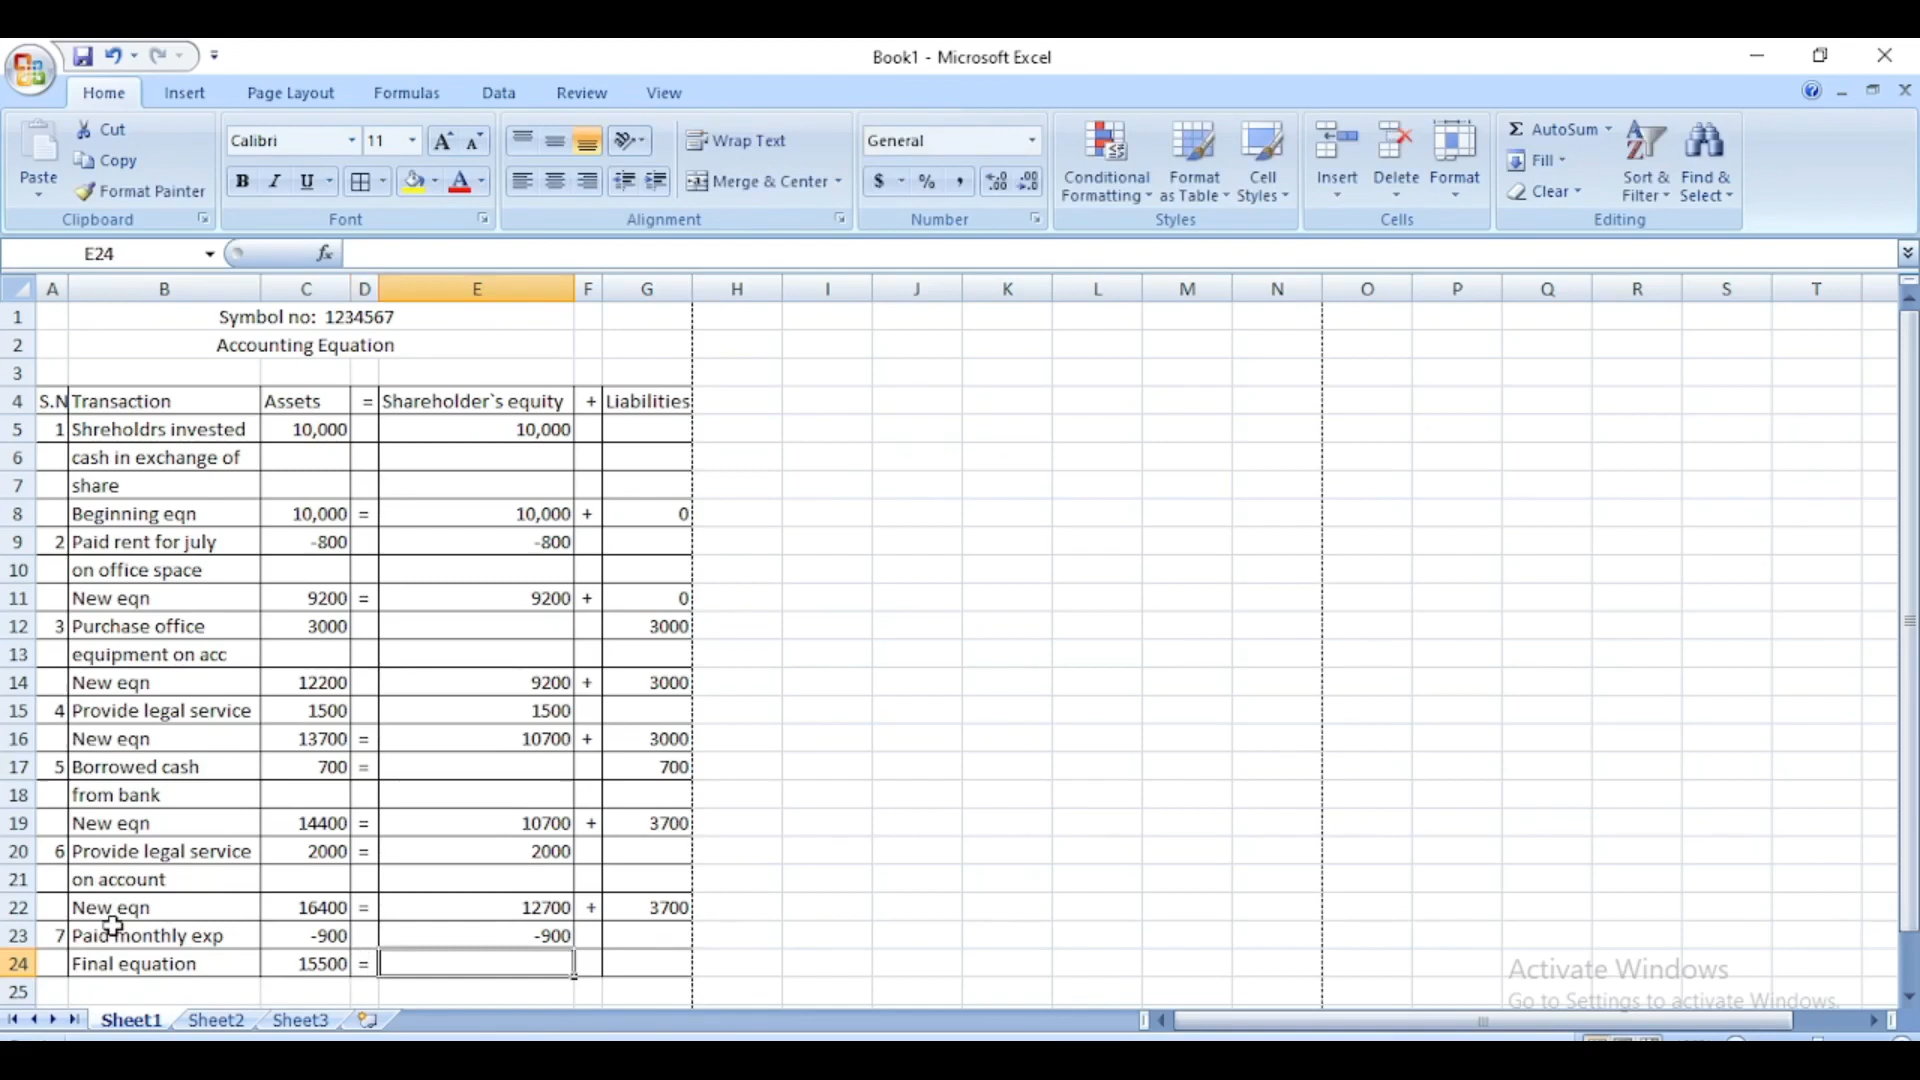 Book1 - Microsoft Excel
Home Insert Page Layout Formulas Data Review View
Paste Cut Copy Format Painter
Clipboard
Calibri 11
B I U
Font
Wrap Text
Merge & Center
Alignment
General
$ % ,
Number
Conditional Formatting Format as Table Cell Styles
Styles
Insert Delete Format
Cells
Σ AutoSum
Fill
Clear
Sort & Filter Find & Select
Editing
E24 fx
A B C D E F G H I J K L M N O P Q R S T
1 Symbol no: 1234567
2 Accounting Equation
3
4 S.N Transaction Assets = Shareholder`s equity + Liabilities
5 1 Shreholdrs invested 10,000 10,000
6 cash in exchange of
7 share
8 Beginning eqn 10,000 = 10,000 + 0
9 2 Paid rent for july -800 -800
10 on office space
11 New eqn 9200 = 9200 + 0
12 3 Purchase office 3000 3000
13 equipment on acc
14 New eqn 12200 9200 + 3000
15 4 Provide legal service 1500 1500
16 New eqn 13700 = 10700 + 3000
17 5 Borrowed cash 700 = 700
18 from bank
19 New eqn 14400 = 10700 + 3700
20 6 Provide legal service 2000 = 2000
21 on account
22 New eqn 16400 = 12700 + 3700
23 7 Paid monthly exp -900 -900
24 Final equation 15500 =
25
Activate Windows
Go to Settings to activate Windows.
Sheet1 Sheet2 Sheet3